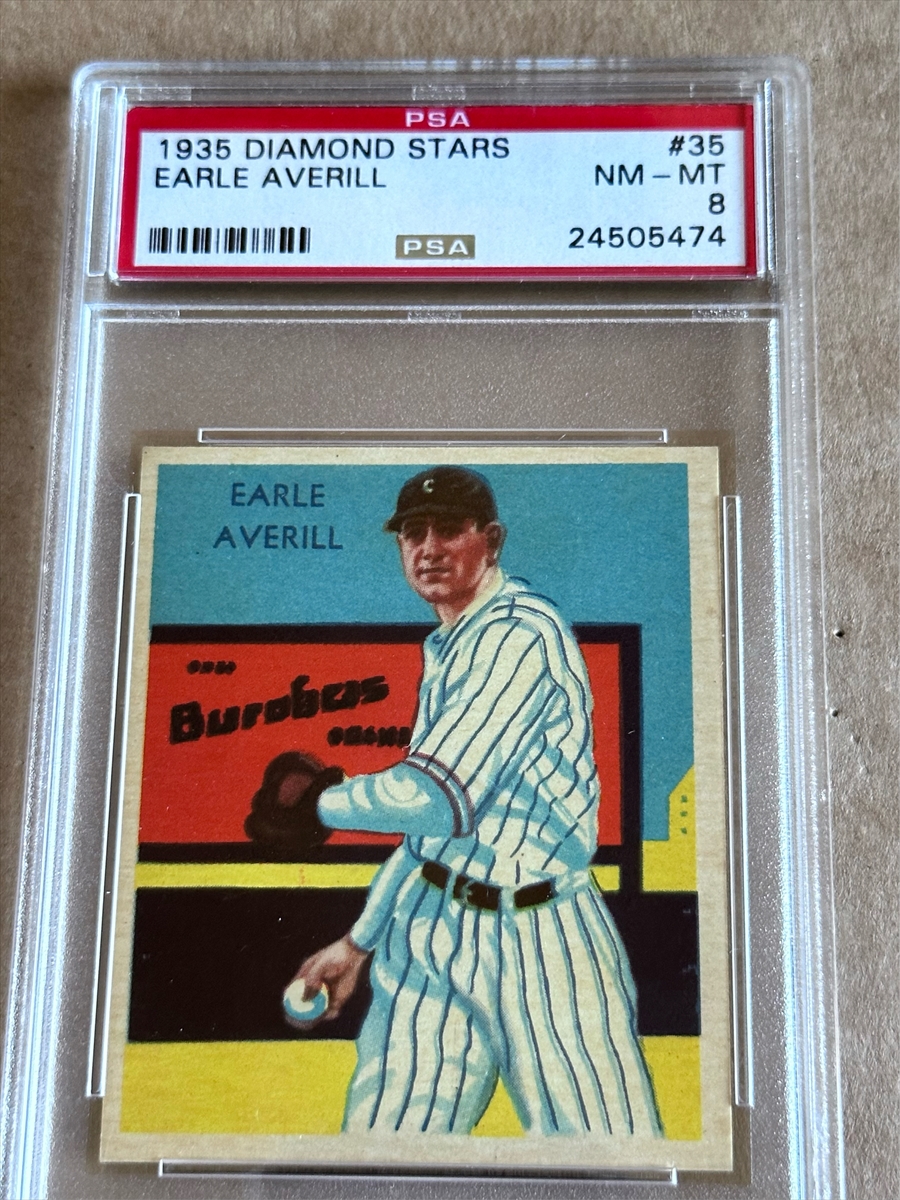 PSA
1935 DIAMOND STARS #35
EARLE AVERILL NM-MT
8
PSA 24505474
EARLE
AVERILL
C
Burobus